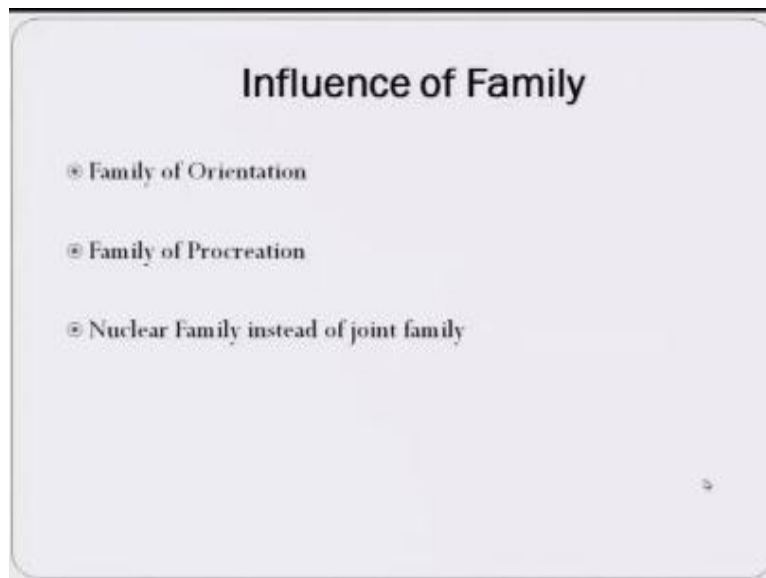 Influence of Family
Family of Orientation
Family of Procreation
Nuclear Family instead of joint family